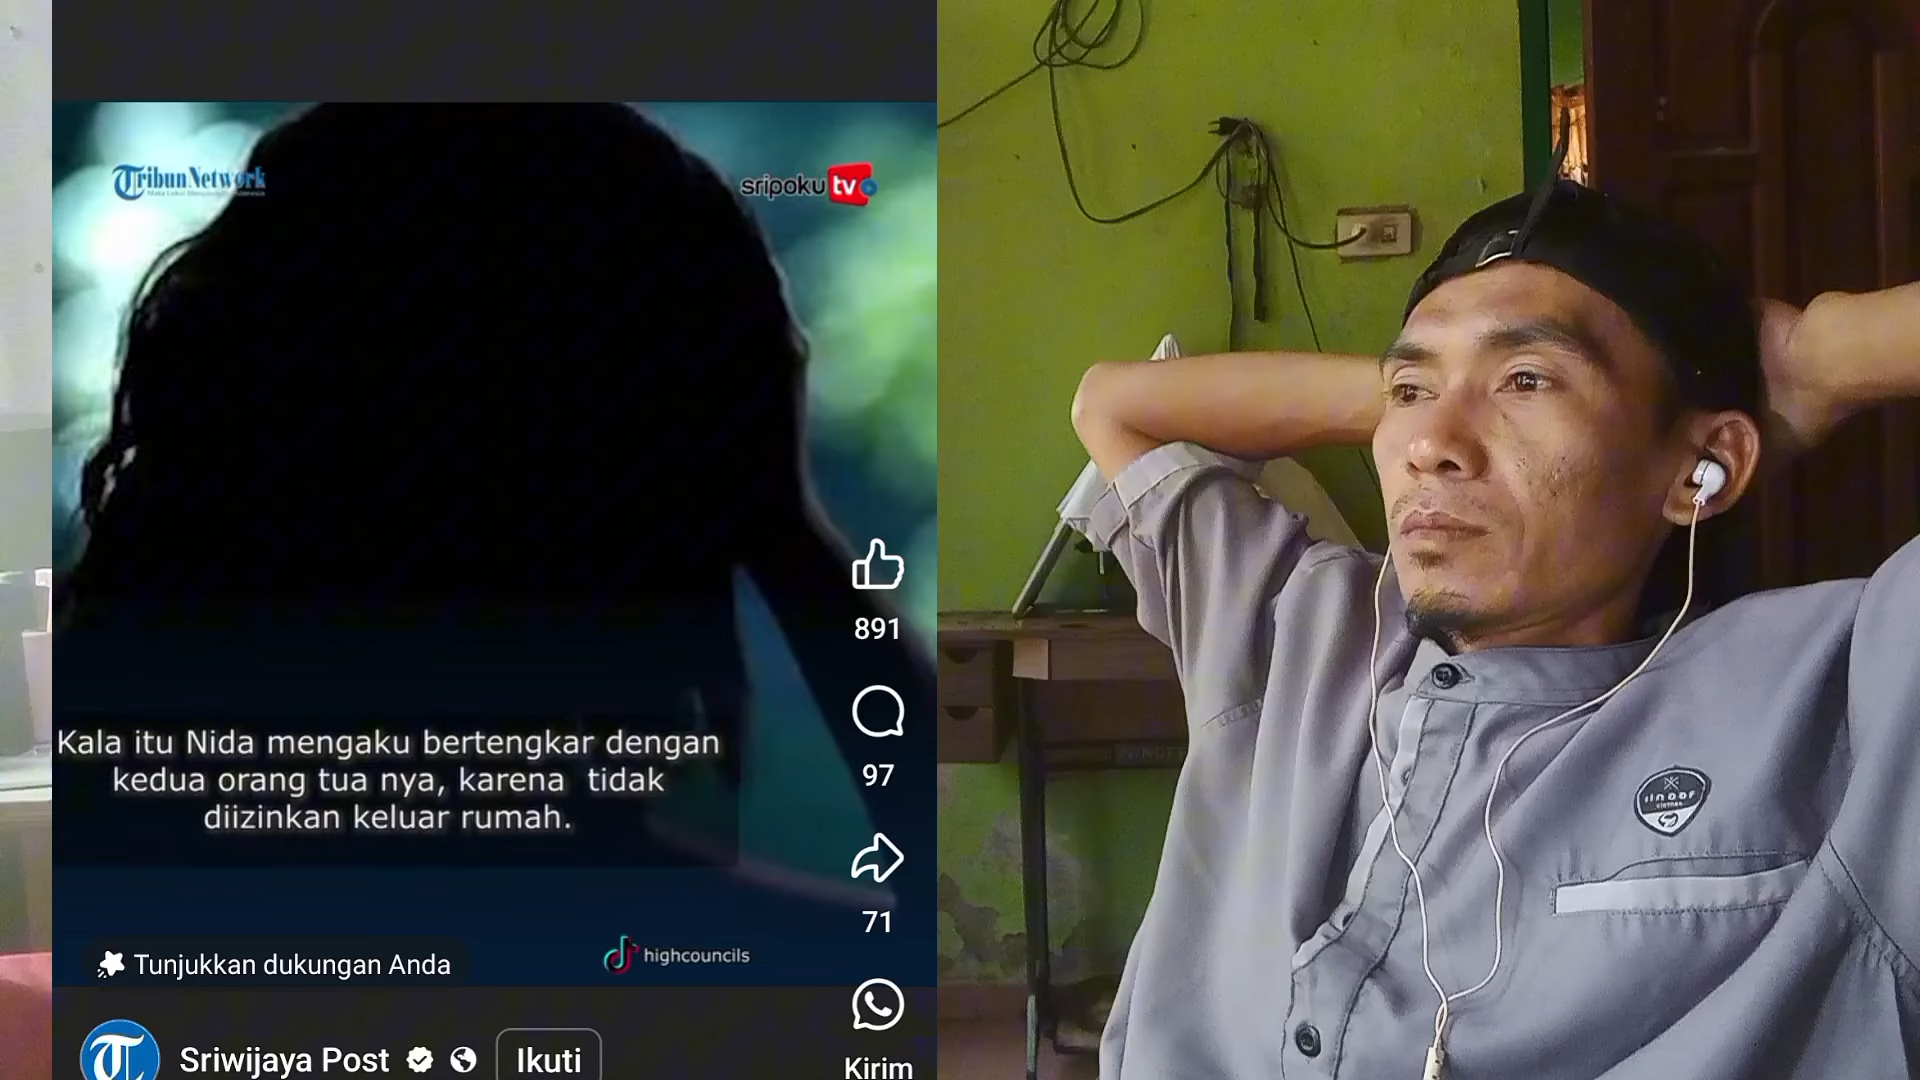 Tribun Network
sripoku tv
891
Kala itu Nida mengaku bertengkar dengan
kedua orang tua nya, karena  tidak
diizinkan keluar rumah.
97
71
Tunjukkan dukungan Anda
highcouncils
Sriwijaya Post
Ikuti
Kirim